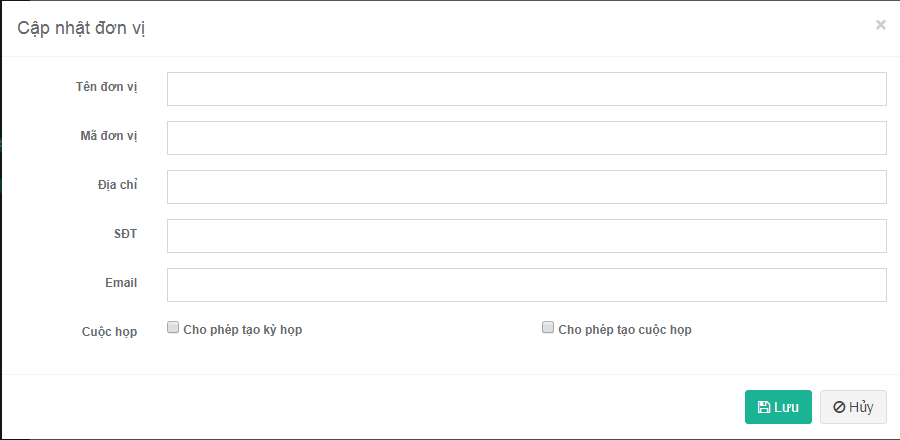 Cập nhật đơn vị ×
Tên đơn vị
Mã đơn vị
Địa chỉ
SĐT
Email
Cuộc họp Cho phép tạo kỳ họp Cho phép tạo cuộc họp
Lưu Hủy